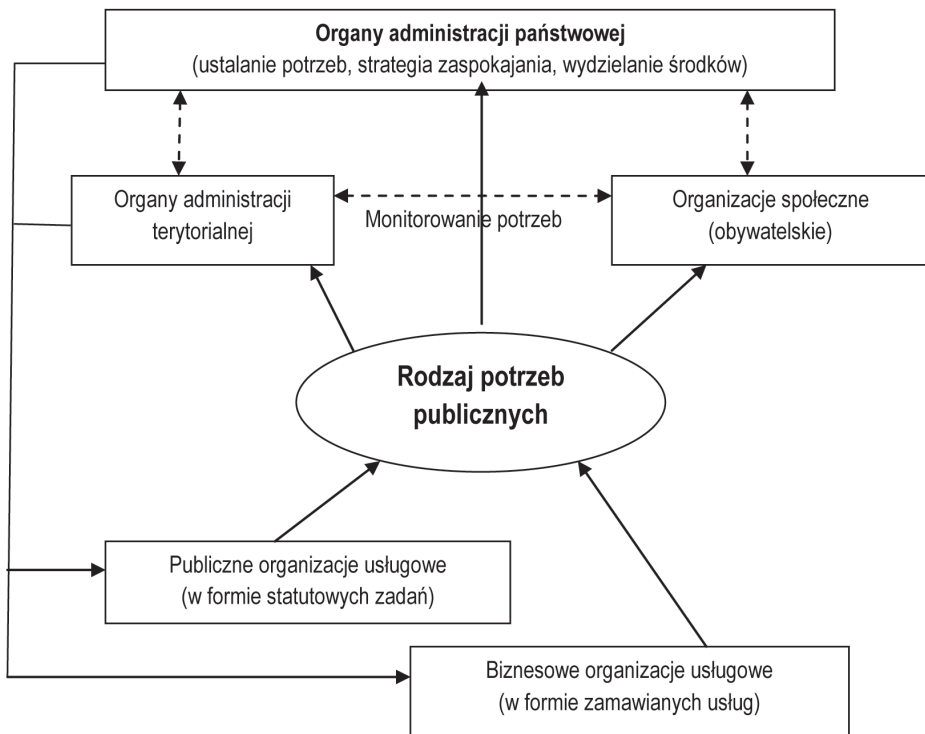 Organy administracji państwowej
(ustalanie potrzeb, strategia zaspokajania, wydzielanie środków)
Organy administracji
terytorialnej
Monitorowanie potrzeb
Organizacje społeczne
(obywatelskie)
Rodzaj potrzeb
publicznych
Publiczne organizacje usługowe
(w formie statutowych zadań)
Biznesowe organizacje usługowe
(w formie zamawianych usług)